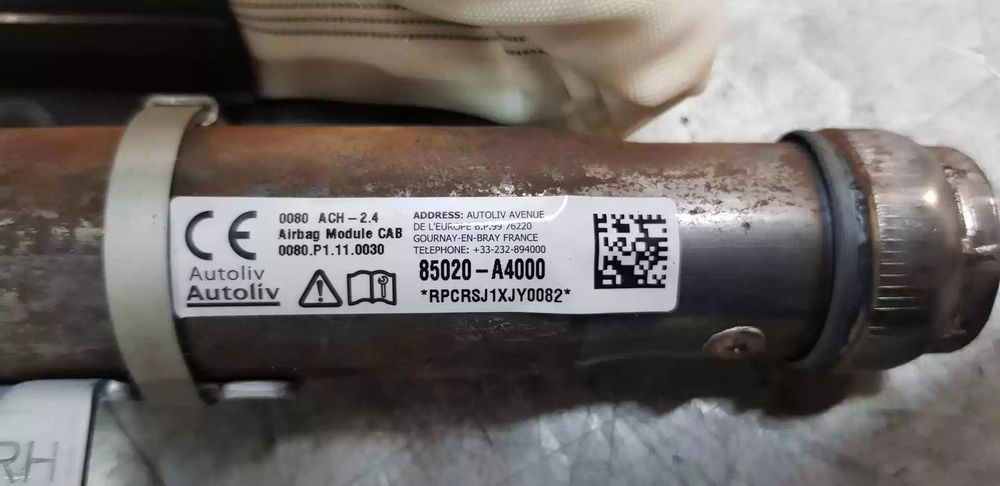 CE
Autoliv
Autoliv
0080 ACH-2.4
Airbag Module CAB
0080.P1.11.0030
ADDRESS: AUTOLIV AVENUE
DE L'EUROPE B.P.99 76220
GOURNAY-EN-BRAY FRANCE
TELEPHONE: +33-232-894000
85020-A4000
*RPCRSJ1XJY0082*
RH